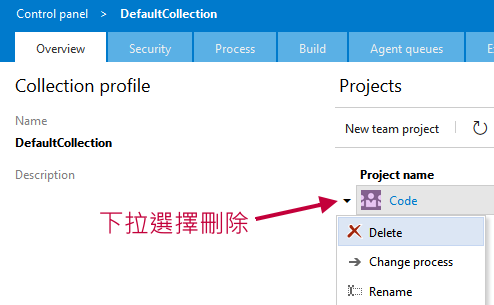 Control panel > DefaultCollection
Overview Security Process Build Agent queues
Collection profile
Name
DefaultCollection
Description
Projects
New team project
Project name
Code
下拉選擇刪除
Delete
Change process
Rename